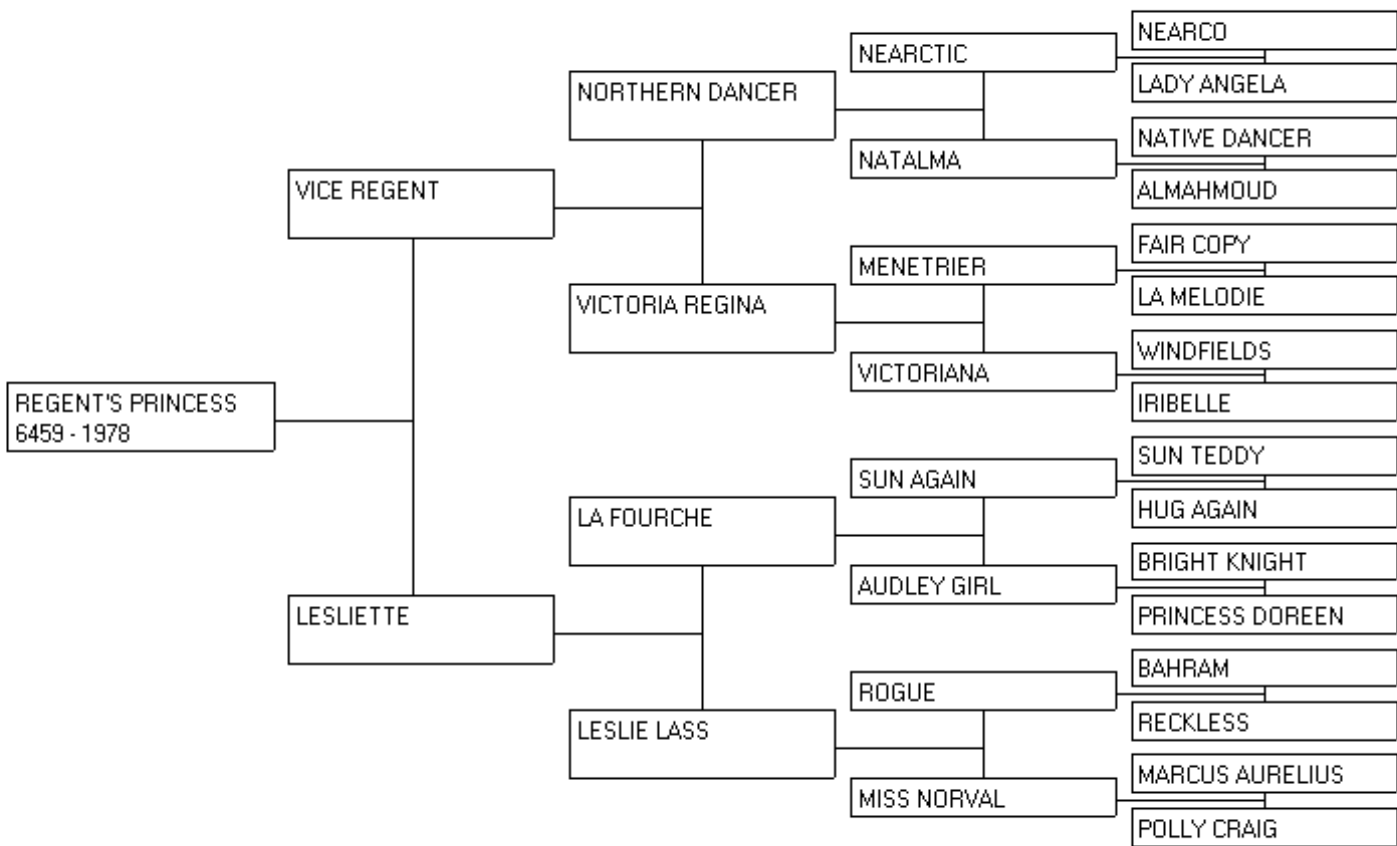 NEARCO
NEARCTIC
LADY ANGELA
NORTHERN DANCER
NATIVE DANCER
NATALMA
ALMAHMOUD
VICE REGENT
FAIR COPY
MENETRIER
LA MELODIE
VICTORIA REGINA
WINDFIELDS
VICTORIANA
IRIBELLE
REGENT'S PRINCESS
6459 - 1978
SUN TEDDY
SUN AGAIN
HUG AGAIN
LA FOURCHE
BRIGHT KNIGHT
AUDLEY GIRL
PRINCESS DOREEN
LESLIETTE
BAHRAM
ROGUE
RECKLESS
LESLIE LASS
MARCUS AURELIUS
MISS NORVAL
POLLY CRAIG